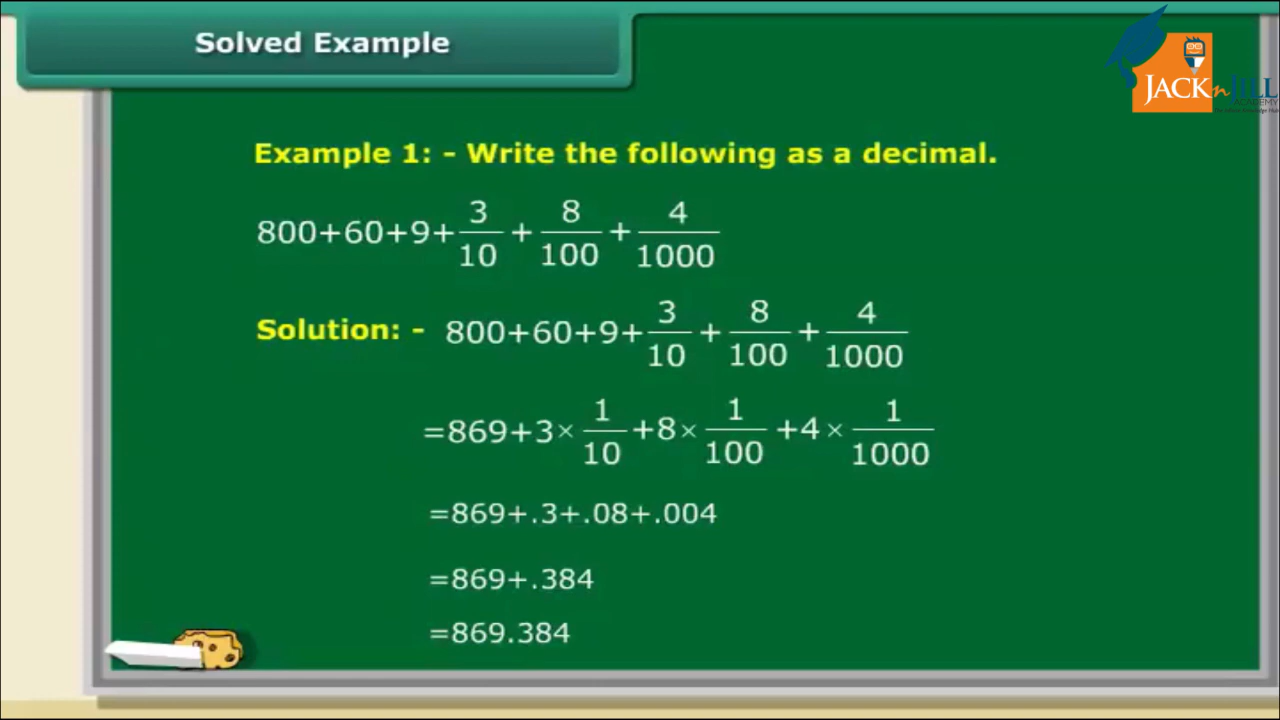 Solved Example
JACK n JILL
ACADEMY
Example 1: - Write the following as a decimal.
800+60+9+3/10+8/100+4/1000
Solution: - 800+60+9+3/10+8/100+4/1000
=869+3×1/10+8×1/100+4×1/1000
=869+.3+.08+.004
=869+.384
=869.384